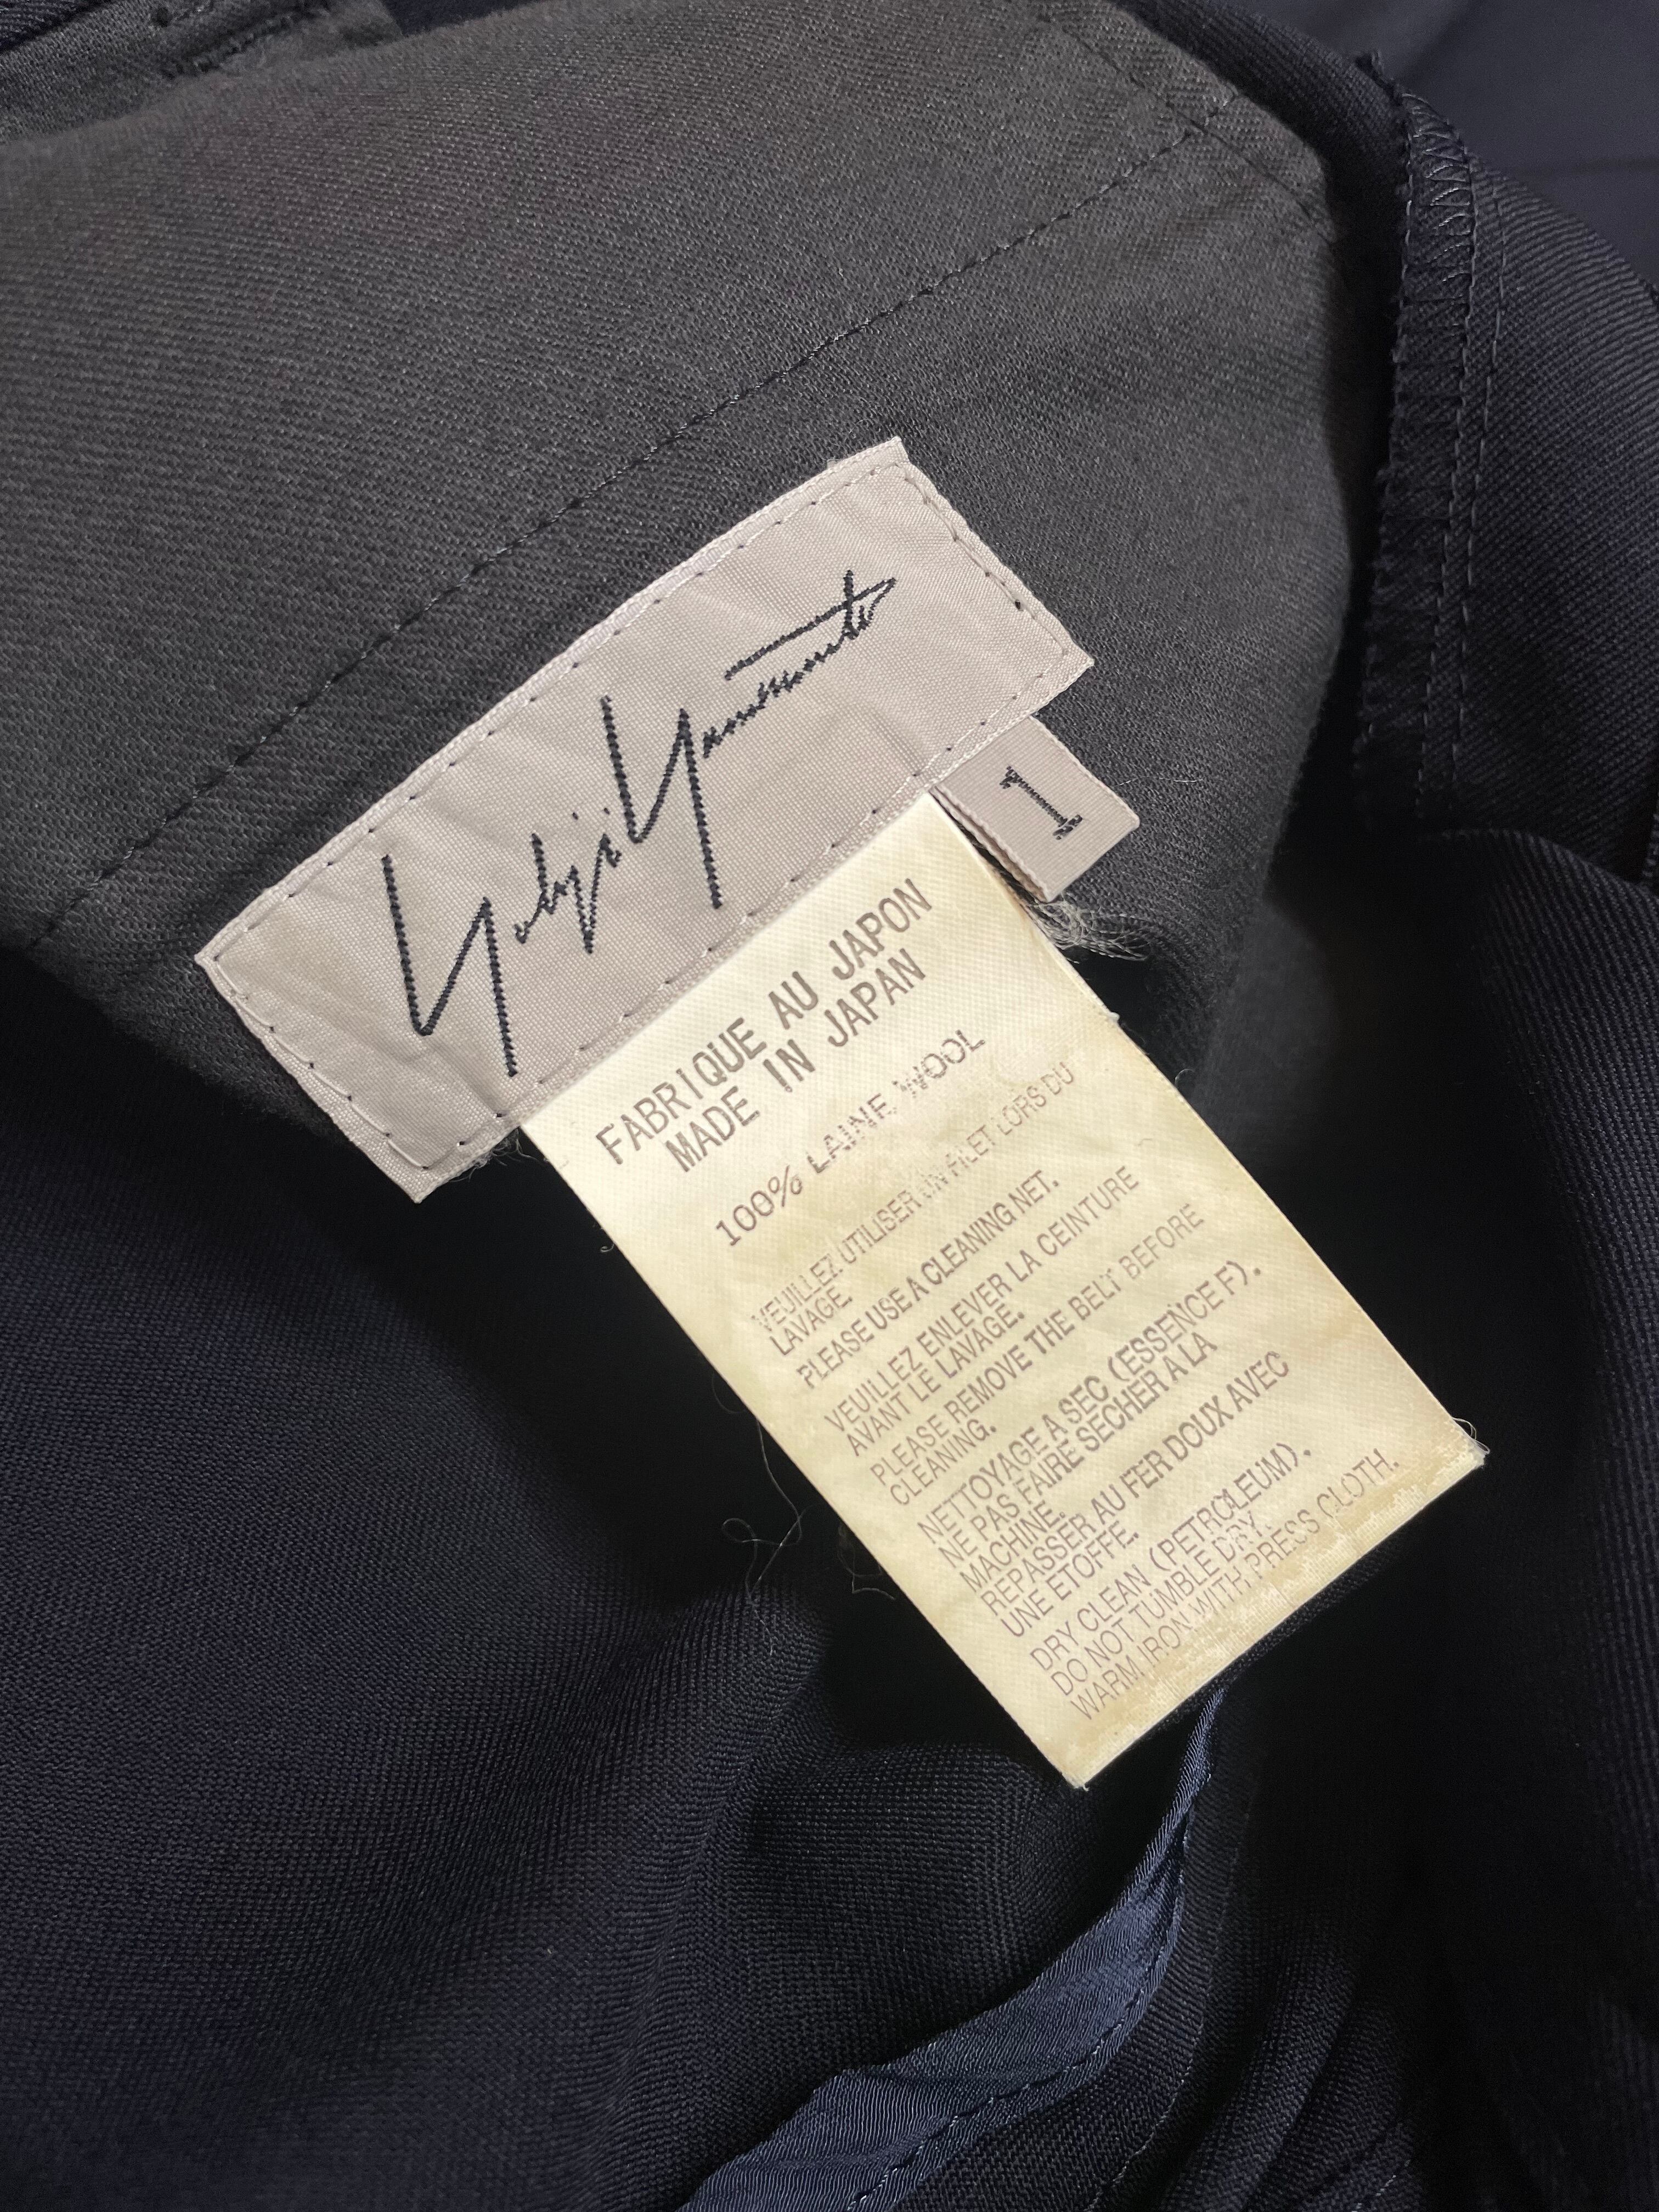 Yohji Yamamoto
1
FABRIQUE AU JAPON
MADE IN JAPAN
100% LAINE WOOL
VEUILLEZ UTILISER UN FILET LORS DU
LAVAGE.
PLEASE USE A CLEANING NET.
VEUILLEZ ENLEVER LA CEINTURE
AVANT LE LAVAGE.
PLEASE REMOVE THE BELT BEFORE
CLEANING.
NETTOYAGE A SEC (ESSENCE F).
NE PAS FAIRE SECHER A LA
MACHINE.
REPASSER AU FER DOUX AVEC
UNE ETOFFE.
DRY CLEAN (PETROLEUM).
DO NOT TUMBLE DRY.
WARM IRON WITH PRESS CLOTH.